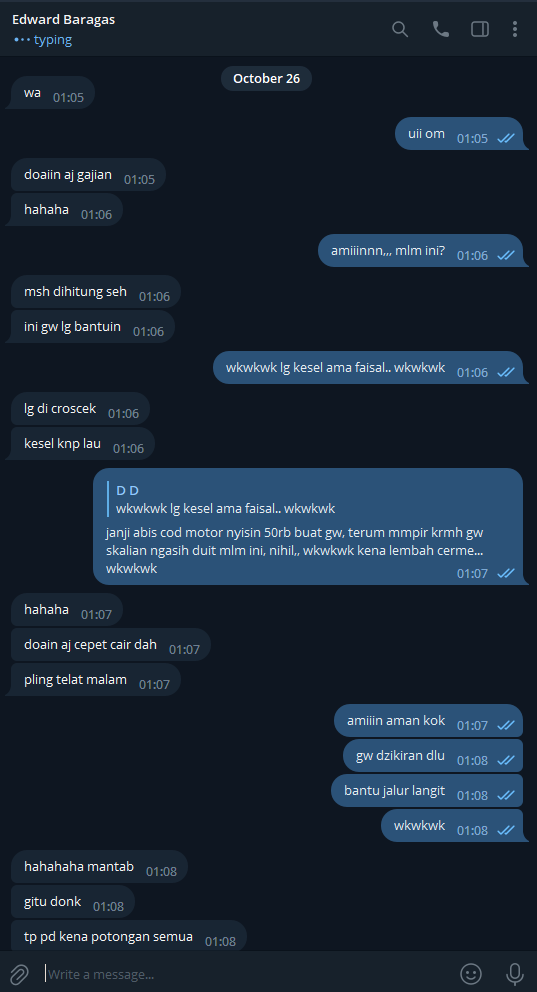 Edward Baragas
typing
October 26
wa 01:05
uii om 01:05
doaiin aj gajian 01:05
hahaha 01:06
amiiinnn,,, mlm ini? 01:06
msh dihitung seh 01:06
ini gw lg bantuin 01:06
wkwkwk lg kesel ama faisal.. wkwkwk 01:06
lg di croscek 01:06
kesel knp lau 01:06
D D
wkwkwk lg kesel ama faisal.. wkwkwk
janji abis cod motor nyisin 50rb buat gw, terum mmpir krmh gw
skalian ngasih duit mlm ini, nihil,, wkwkwk kena lembah cerme...
wkwkwk 01:07
hahaha 01:07
doain aj cepet cair dah 01:07
pling telat malam 01:07
amiiin aman kok 01:07
gw dzikiran dlu 01:08
bantu jalur langit 01:08
wkwkwk 01:08
hahahaha mantab 01:08
gitu donk 01:08
tp pd kena potongan semua 01:08
Write a message...